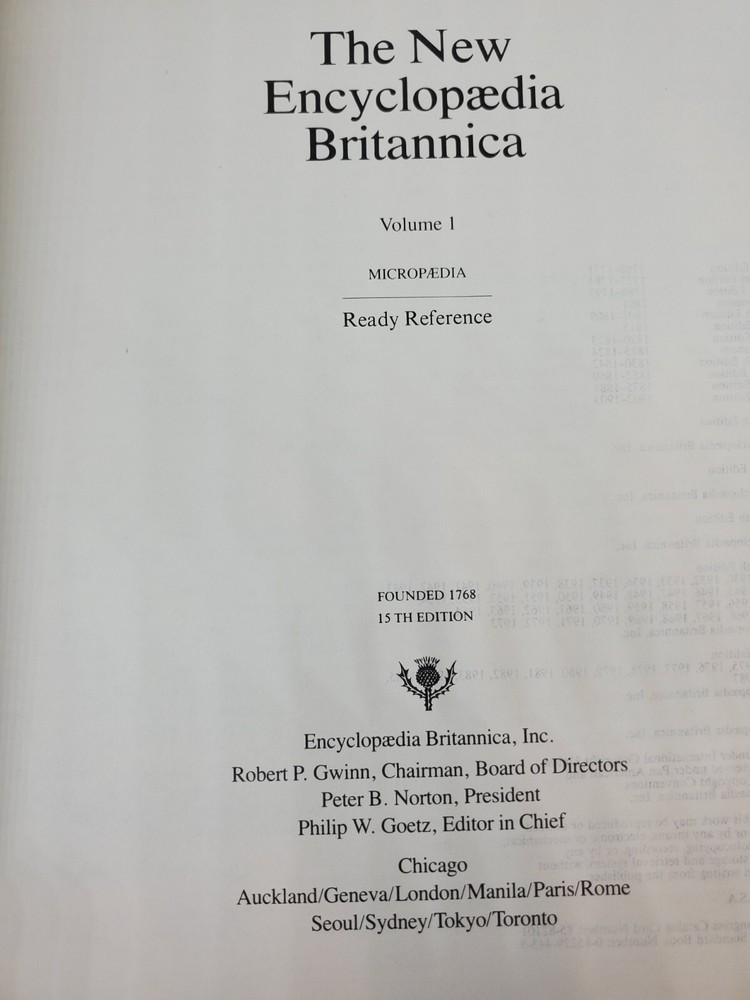 The New
Encyclopædia
Britannica
Volume 1
MICROPÆDIA
Ready Reference
FOUNDED 1768
15 TH EDITION
Encyclopædia Britannica, Inc.
Robert P. Gwinn, Chairman, Board of Directors
Peter B. Norton, President
Philip W. Goetz, Editor in Chief
Chicago
Auckland/Geneva/London/Manila/Paris/Rome
Seoul/Sydney/Tokyo/Toronto